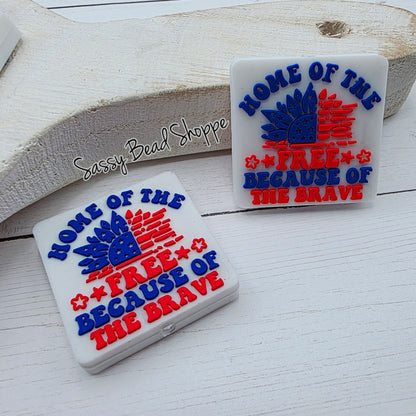 HOME OF THE
FREE
BECAUSE OF
THE BRAVE
Sassy Bead Shoppe
HOME OF THE
FREE
BECAUSE OF
THE BRAVE